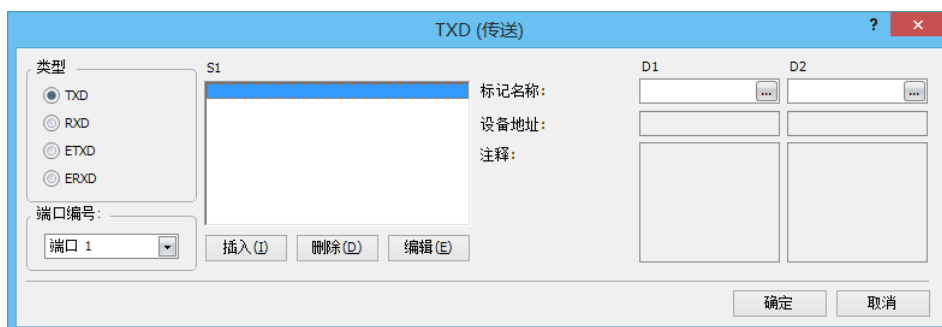 TXD (传送)
?
×
类型
TXD
RXD
ETXD
ERXD
端口编号:
端口 1
S1
插入(I)
删除(D)
编辑(E)
D1
D2
标记名称:
...
...
设备地址:
注释:
确定
取消